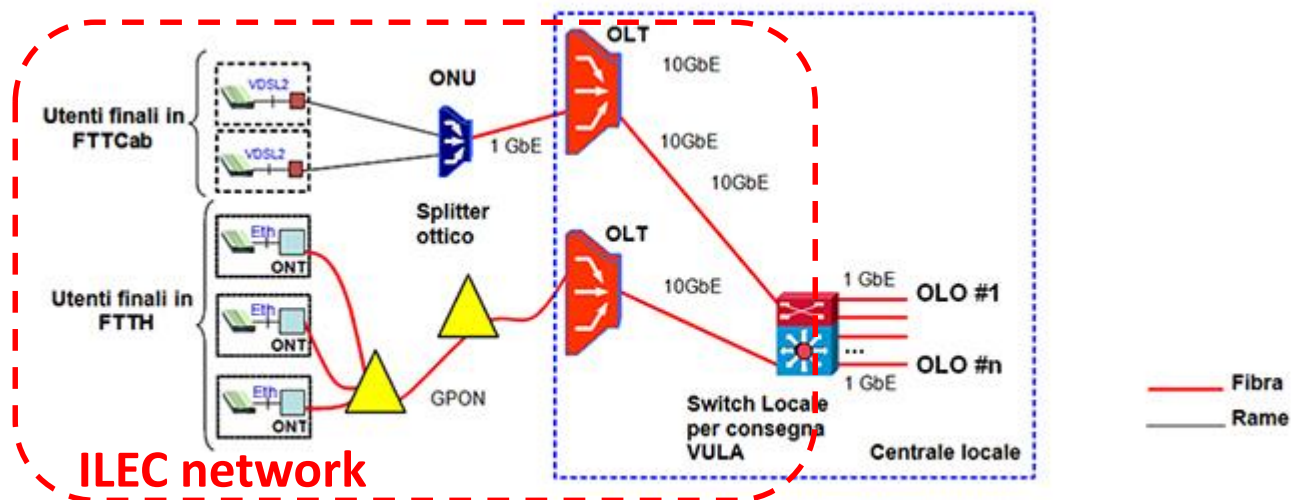 OLT
10GbE
ONU
VDSL2
Utenti finali in
FTTCab
VDSL2
1 GbE
10GbE
10GbE
Splitter
ottico
OLT
Eth
ONT
10GbE
1 GbE
OLO #1
Utenti finali in
FTTH
Eth
ONT
...
OLO #n
1 GbE
Eth
ONT
GPON
Switch Locale
per consegna
VULA
Centrale locale
Fibra
Rame
ILEC network